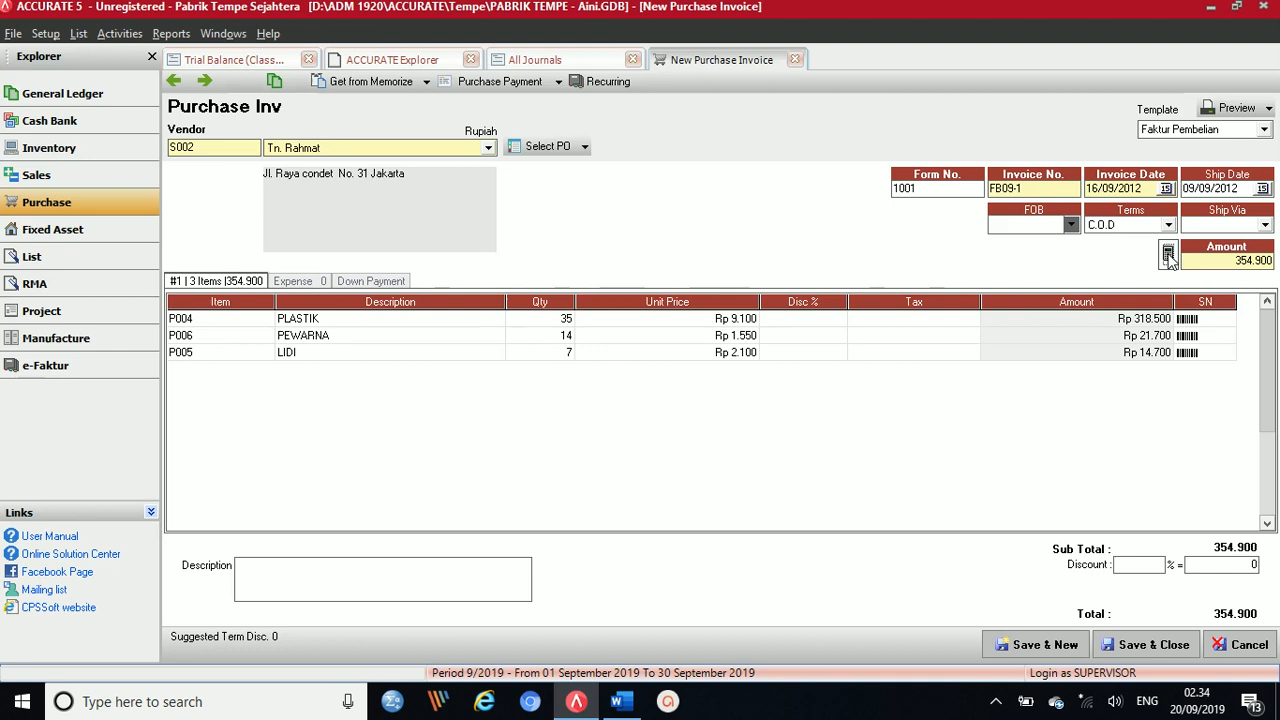 ACCURATE 5 - Unregistered - Pabrik Tempe Sejahtera [D:\ADM 1920\ACCURATE\Tempe\PABRIK TEMPE - Aini.GDB] - [New Purchase Invoice]
File Setup List Activities Reports Windows Help
Explorer
Trial Balance (Class...
ACCURATE Explorer
All Journals
New Purchase Invoice
Get from Memorize
Purchase Payment
Recurring
General Ledger
Cash Bank
Inventory
Sales
Purchase
Fixed Asset
List
RMA
Project
Manufacture
e-Faktur
Links
User Manual
Online Solution Center
Facebook Page
Mailing list
CPSSoft website
Purchase Inv
Template
Preview
Faktur Pembelian
Vendor
Rupiah
S002
Tn. Rahmat
Select PO
Jl. Raya condet No. 31 Jakarta
Form No. Invoice No. Invoice Date Ship Date
1001 FB09-1 16/09/2012 15 09/09/2012 15
FOB Terms Ship Via
C.O.D
Amount
354.900
#1 | 3 Items |354.900 Expense 0 Down Payment
Item Description Qty Unit Price Disc % Tax Amount SN
P004 PLASTIK 35 Rp 9.100 Rp 318.500
P006 PEWARNA 14 Rp 1.550 Rp 21.700
P005 LIDI 7 Rp 2.100 Rp 14.700
Description
Sub Total : 354.900
Discount : % = 0
Total : 354.900
Suggested Term Disc. 0
Save & New
Save & Close
Cancel
Period 9/2019 - From 01 September 2019 To 30 September 2019
Login as SUPERVISOR
Type here to search
ENG
02.34
20/09/2019
13